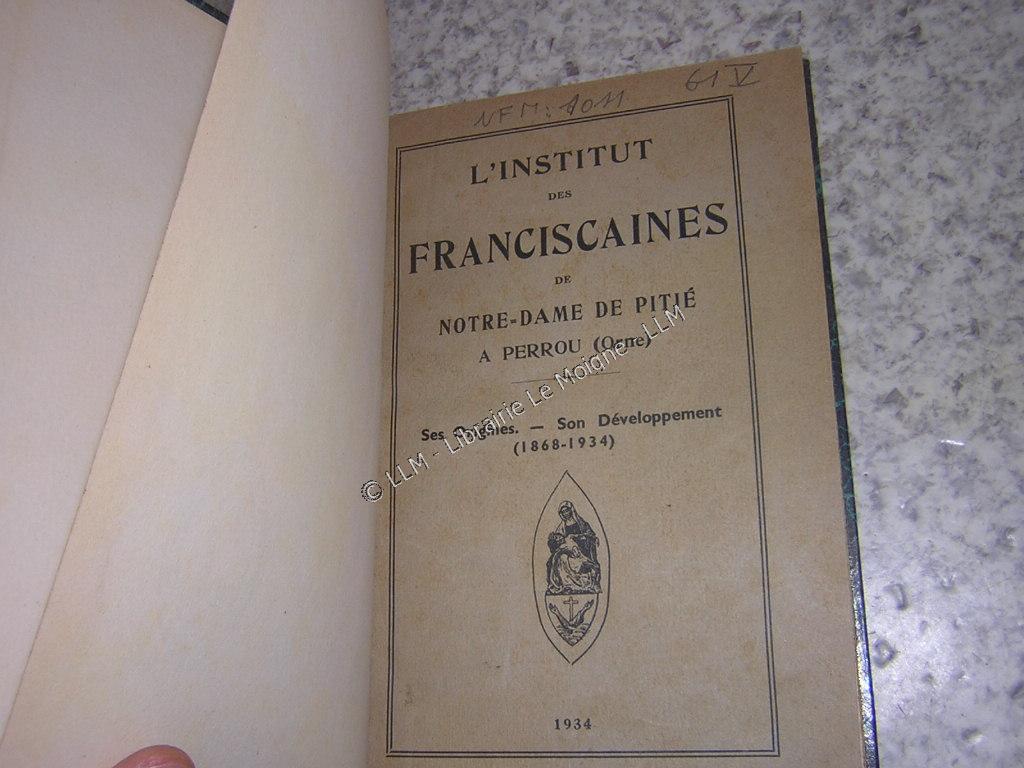 NFM: 1011 61 V
L'INSTITUT
DES
FRANCISCAINES
DE
NOTRE-DAME DE PITIÉ
A PERROU (Orne)
Ses Origines. — Son Développement
(1868-1934)
© LLM - Librairie Le Moigne - LLM
1934